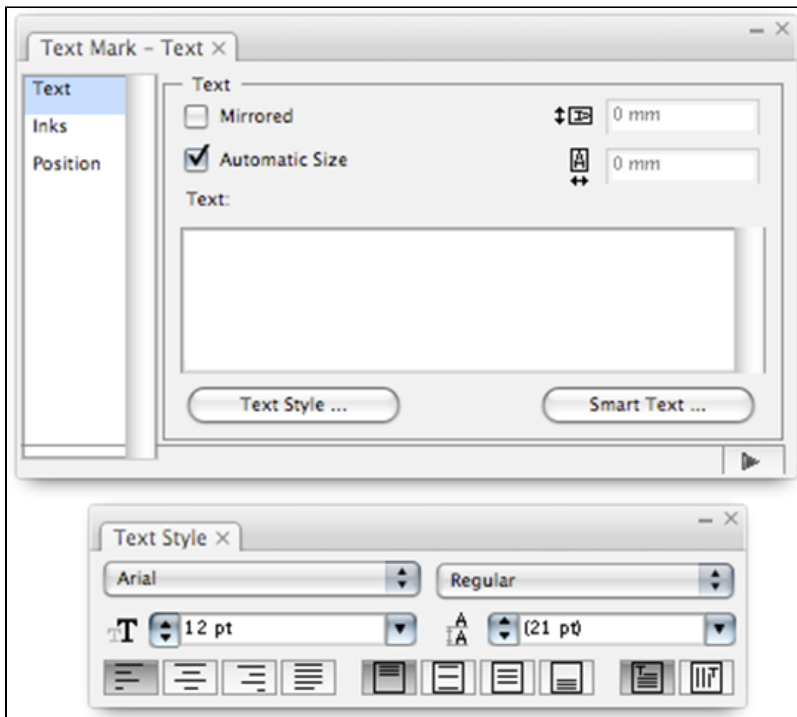 Text Mark – Text
Text
Inks
Position
Text
Mirrored
0 mm
Automatic Size
0 mm
Text:
Text Style ...
Smart Text ...
Text Style
Arial
Regular
12 pt
(21 pt)